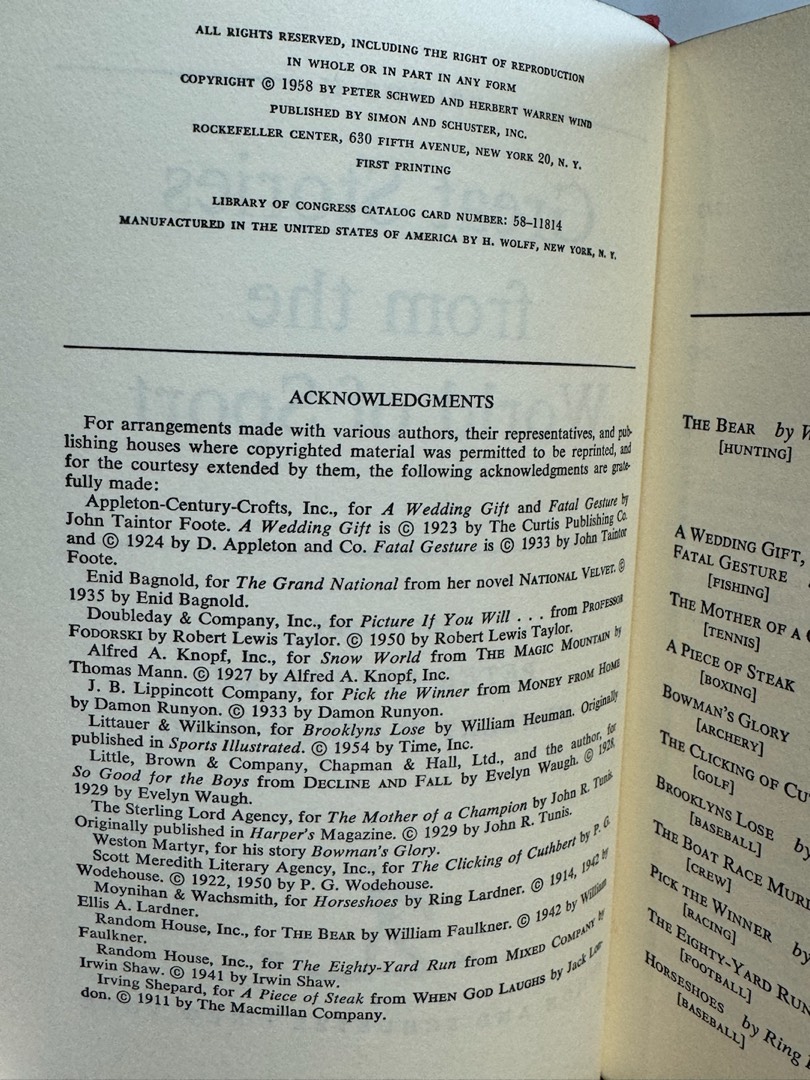 ALL RIGHTS RESERVED, INCLUDING THE RIGHT OF REPRODUCTION
IN WHOLE OR IN PART IN ANY FORM
COPYRIGHT © 1958 BY PETER SCHWED AND HERBERT WARREN WIND
PUBLISHED BY SIMON AND SCHUSTER, INC.
ROCKEFELLER CENTER, 630 FIFTH AVENUE, NEW YORK 20, N. Y.
FIRST PRINTING
LIBRARY OF CONGRESS CATALOG CARD NUMBER: 58-11814
MANUFACTURED IN THE UNITED STATES OF AMERICA BY H. WOLFF, NEW YORK, N. Y.
ACKNOWLEDGMENTS
For arrangements made with various authors, their representatives, and pub-
lishing houses where copyrighted material was permitted to be reprinted, and
for the courtesy extended by them, the following acknowledgments are grate-
fully made:
Appleton-Century-Crofts, Inc., for A Wedding Gift and Fatal Gesture by
John Taintor Foote. A Wedding Gift is © 1923 by The Curtis Publishing Co.
and © 1924 by D. Appleton and Co. Fatal Gesture is © 1933 by John Taintor
Foote.
Enid Bagnold, for The Grand National from her novel NATIONAL VELVET. ©
1935 by Enid Bagnold.
Doubleday & Company, Inc., for Picture If You Will . . . from PROFESSOR
FODORSKI by Robert Lewis Taylor. © 1950 by Robert Lewis Taylor.
Alfred A. Knopf, Inc., for Snow World from THE MAGIC MOUNTAIN by
Thomas Mann. © 1927 by Alfred A. Knopf, Inc.
J. B. Lippincott Company, for Pick the Winner from MONEY FROM HOME
by Damon Runyon. © 1933 by Damon Runyon.
Littauer & Wilkinson, for Brooklyns Lose by William Heuman. Originally
published in Sports Illustrated. © 1954 by Time, Inc.
Little, Brown & Company, Chapman & Hall, Ltd., and the author, for
So Good for the Boys from DECLINE AND FALL by Evelyn Waugh. © 1928,
1929 by Evelyn Waugh.
The Sterling Lord Agency, for The Mother of a Champion by John R. Tunis.
Originally published in Harper's Magazine. © 1929 by John R. Tunis.
Weston Martyr, for his story Bowman's Glory.
Scott Meredith Literary Agency, Inc., for The Clicking of Cuthbert by P. G.
Wodehouse. © 1922, 1950 by P. G. Wodehouse.
Moynihan & Wachsmith, for Horseshoes by Ring Lardner. © 1914, 1942 by
Ellis A. Lardner.
Random House, Inc., for THE BEAR by William Faulkner. © 1942 by William
Faulkner.
Random House, Inc., for The Eighty-Yard Run from MIXED COMPANY by
Irwin Shaw. © 1941 by Irwin Shaw.
Irving Shepard, for A Piece of Steak from WHEN GOD LAUGHS by Jack Lon-
don. © 1911 by The Macmillan Company.
THE BEAR by W
[HUNTING]
A WEDDING GIFT,
FATAL GESTURE
[FISHING]
THE MOTHER OF A
[TENNIS]
A PIECE OF STEAK
[BOXING]
BOWMAN'S GLORY
[ARCHERY]
THE CLICKING OF CU
[GOLF]
BROOKLYNS LOSE by
[BASEBALL]
THE BOAT RACE MURD
[CREW]
PICK THE WINNER by
[RACING]
THE EIGHTY-YARD RUN
[FOOTBALL]
HORSESHOES by Ring
[BASEBALL]